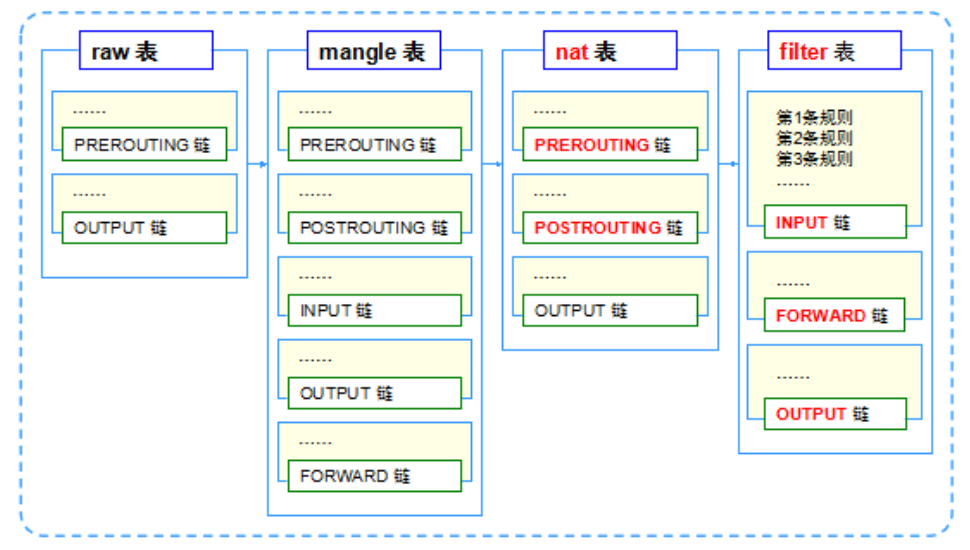 raw 表
······
PREROUTING 链
······
OUTPUT 链
mangle 表
······
PREROUTING 链
······
POSTROUTING 链
······
INPUT 链
······
OUTPUT 链
······
FORWARD 链
nat 表
······
PREROUTING 链
······
POSTROUTING 链
······
OUTPUT 链
filter 表
第1条规则
第2条规则
第3条规则
······
INPUT 链
······
FORWARD 链
······
OUTPUT 链